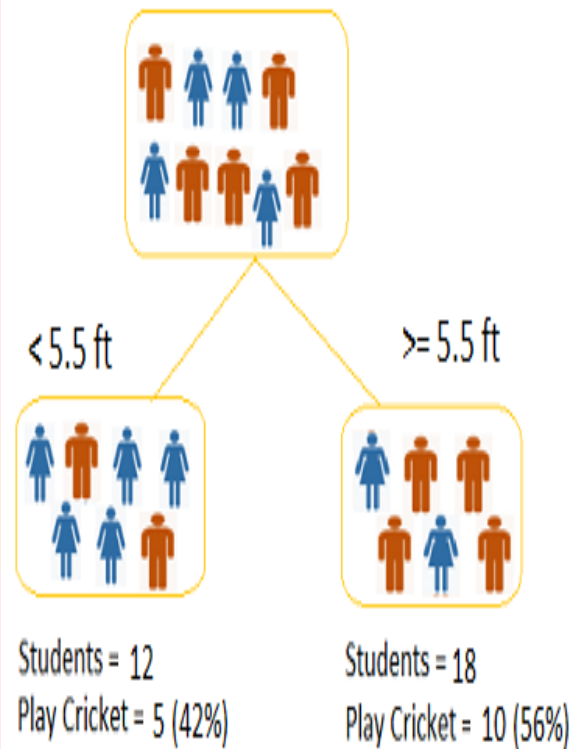 < 5.5 ft
>= 5.5 ft
Students = 12
Play Cricket = 5 (42%)
Students = 18
Play Cricket = 10 (56%)